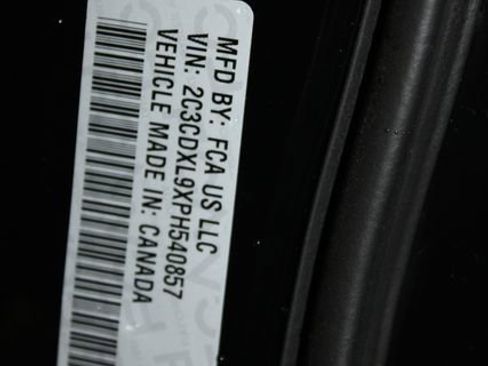 MFD BY: FCA US LLC
VIN: 2C3CDXL9XPH540857
VEHICLE MADE IN: CANADA